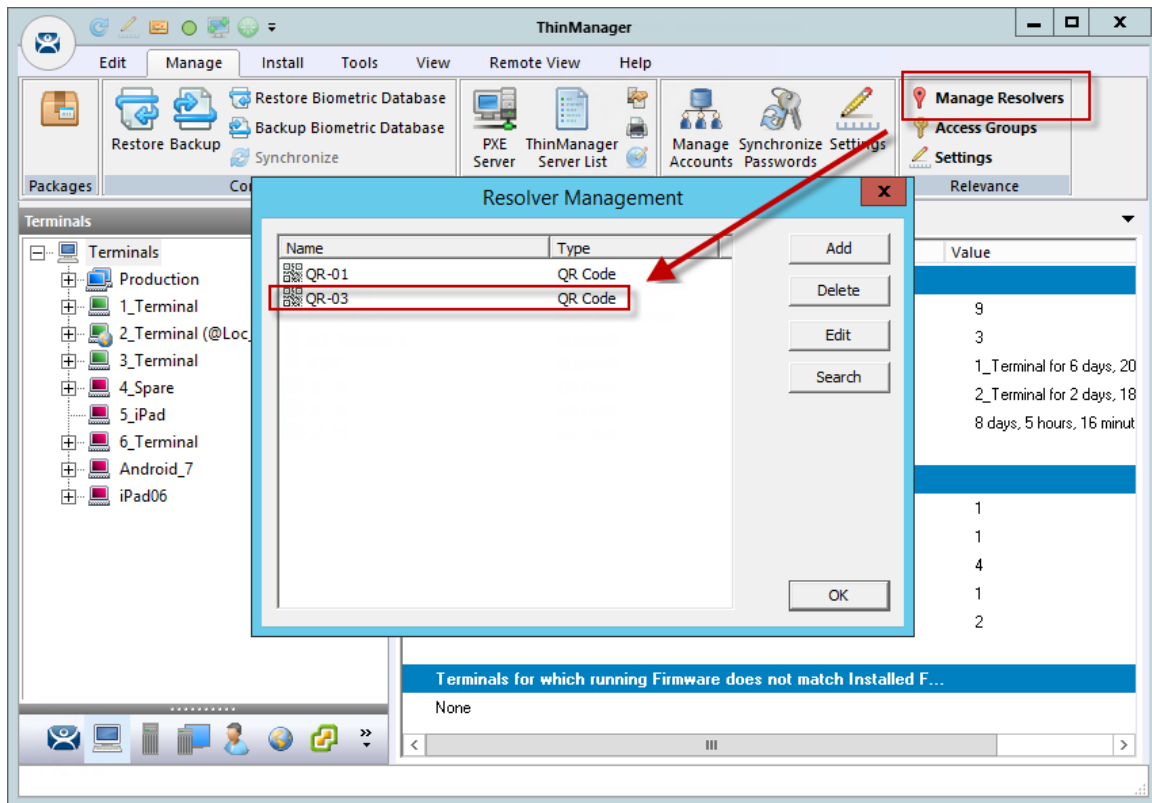 ThinManager
Edit Manage Install Tools View Remote View Help
Restore Biometric Database
Backup Biometric Database
Synchronize
Restore Backup
PXE Server
ThinManager Server List
Manage Accounts
Synchronize Passwords
Settings
Manage Resolvers
Access Groups
Settings
Packages
Co
Relevance
Resolver Management
Name Type
QR-01 QR Code
QR-03 QR Code
Add
Delete
Edit
Search
OK
Terminals
Terminals
Production
1_Terminal
2_Terminal (@Loc_
3_Terminal
4_Spare
5_iPad
6_Terminal
Android_7
iPad06
Value
9
3
1_Terminal for 6 days, 20
2_Terminal for 2 days, 18
8 days, 5 hours, 16 minut
1
1
4
1
2
Terminals for which running Firmware does not match Installed F...
None